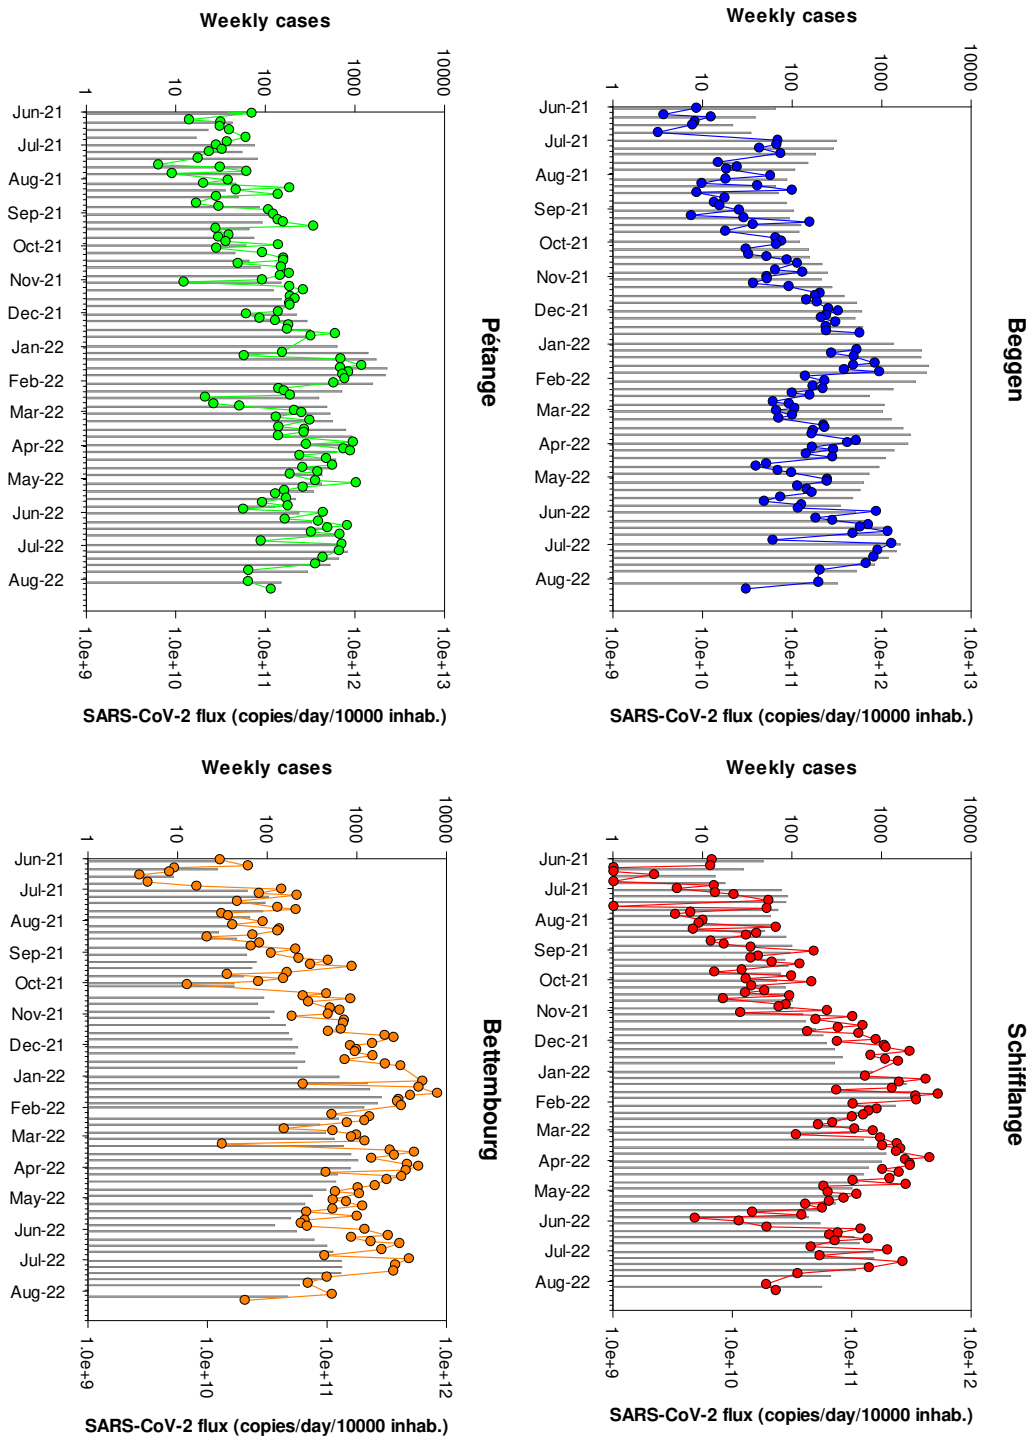 Weekly cases
1
10
100
1000
10000
Jun-21
Jul-21
Aug-21
Sep-21
Oct-21
Nov-21
Dec-21
Jan-22
Feb-22
Mar-22
Apr-22
May-22
Jun-22
Jul-22
Aug-22
Pétange
1.0e+9
1.0e+10
1.0e+11
1.0e+12
1.0e+13
SARS-CoV-2 flux (copies/day/10000 inhab.)
Weekly cases
1
10
100
1000
10000
Jun-21
Jul-21
Aug-21
Sep-21
Oct-21
Nov-21
Dec-21
Jan-22
Feb-22
Mar-22
Apr-22
May-22
Jun-22
Jul-22
Aug-22
Beggen
1.0e+9
1.0e+10
1.0e+11
1.0e+12
1.0e+13
SARS-CoV-2 flux (copies/day/10000 inhab.)
Weekly cases
1
10
100
1000
10000
Jun-21
Jul-21
Aug-21
Sep-21
Oct-21
Nov-21
Dec-21
Jan-22
Feb-22
Mar-22
Apr-22
May-22
Jun-22
Jul-22
Aug-22
Bettembourg
1.0e+9
1.0e+10
1.0e+11
1.0e+12
SARS-CoV-2 flux (copies/day/10000 inhab.)
Weekly cases
1
10
100
1000
10000
Jun-21
Jul-21
Aug-21
Sep-21
Oct-21
Nov-21
Dec-21
Jan-22
Feb-22
Mar-22
Apr-22
May-22
Jun-22
Jul-22
Aug-22
Schifflange
1.0e+9
1.0e+10
1.0e+11
1.0e+12
SARS-CoV-2 flux (copies/day/10000 inhab.)